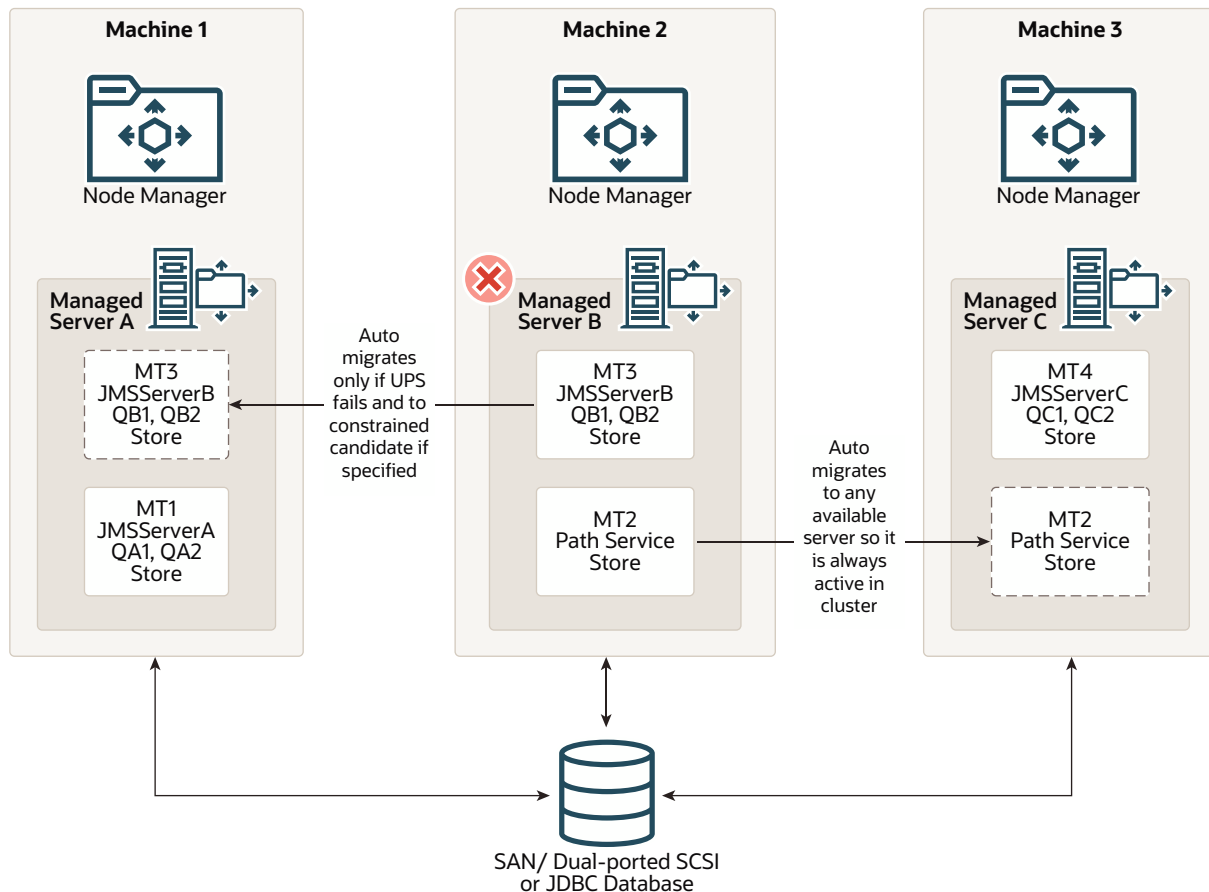 Machine 1
Node Manager
Managed
Server A
MT3
JMSServerB
QB1, QB2
Store
MT1
JMSServerA
QA1, QA2
Store
Auto
migrates
only if UPS
fails and to
constrained
candidate if
specified
Machine 2
Node Manager
Managed
Server B
MT3
JMSServerB
QB1, QB2
Store
MT2
Path Service
Store
Auto
migrates
to any
available
server so it
is always
active in
cluster
Machine 3
Node Manager
Managed
Server C
MT4
JMSServerC
QC1, QC2
Store
MT2
Path Service
Store
SAN/ Dual-ported SCSI
or JDBC Database